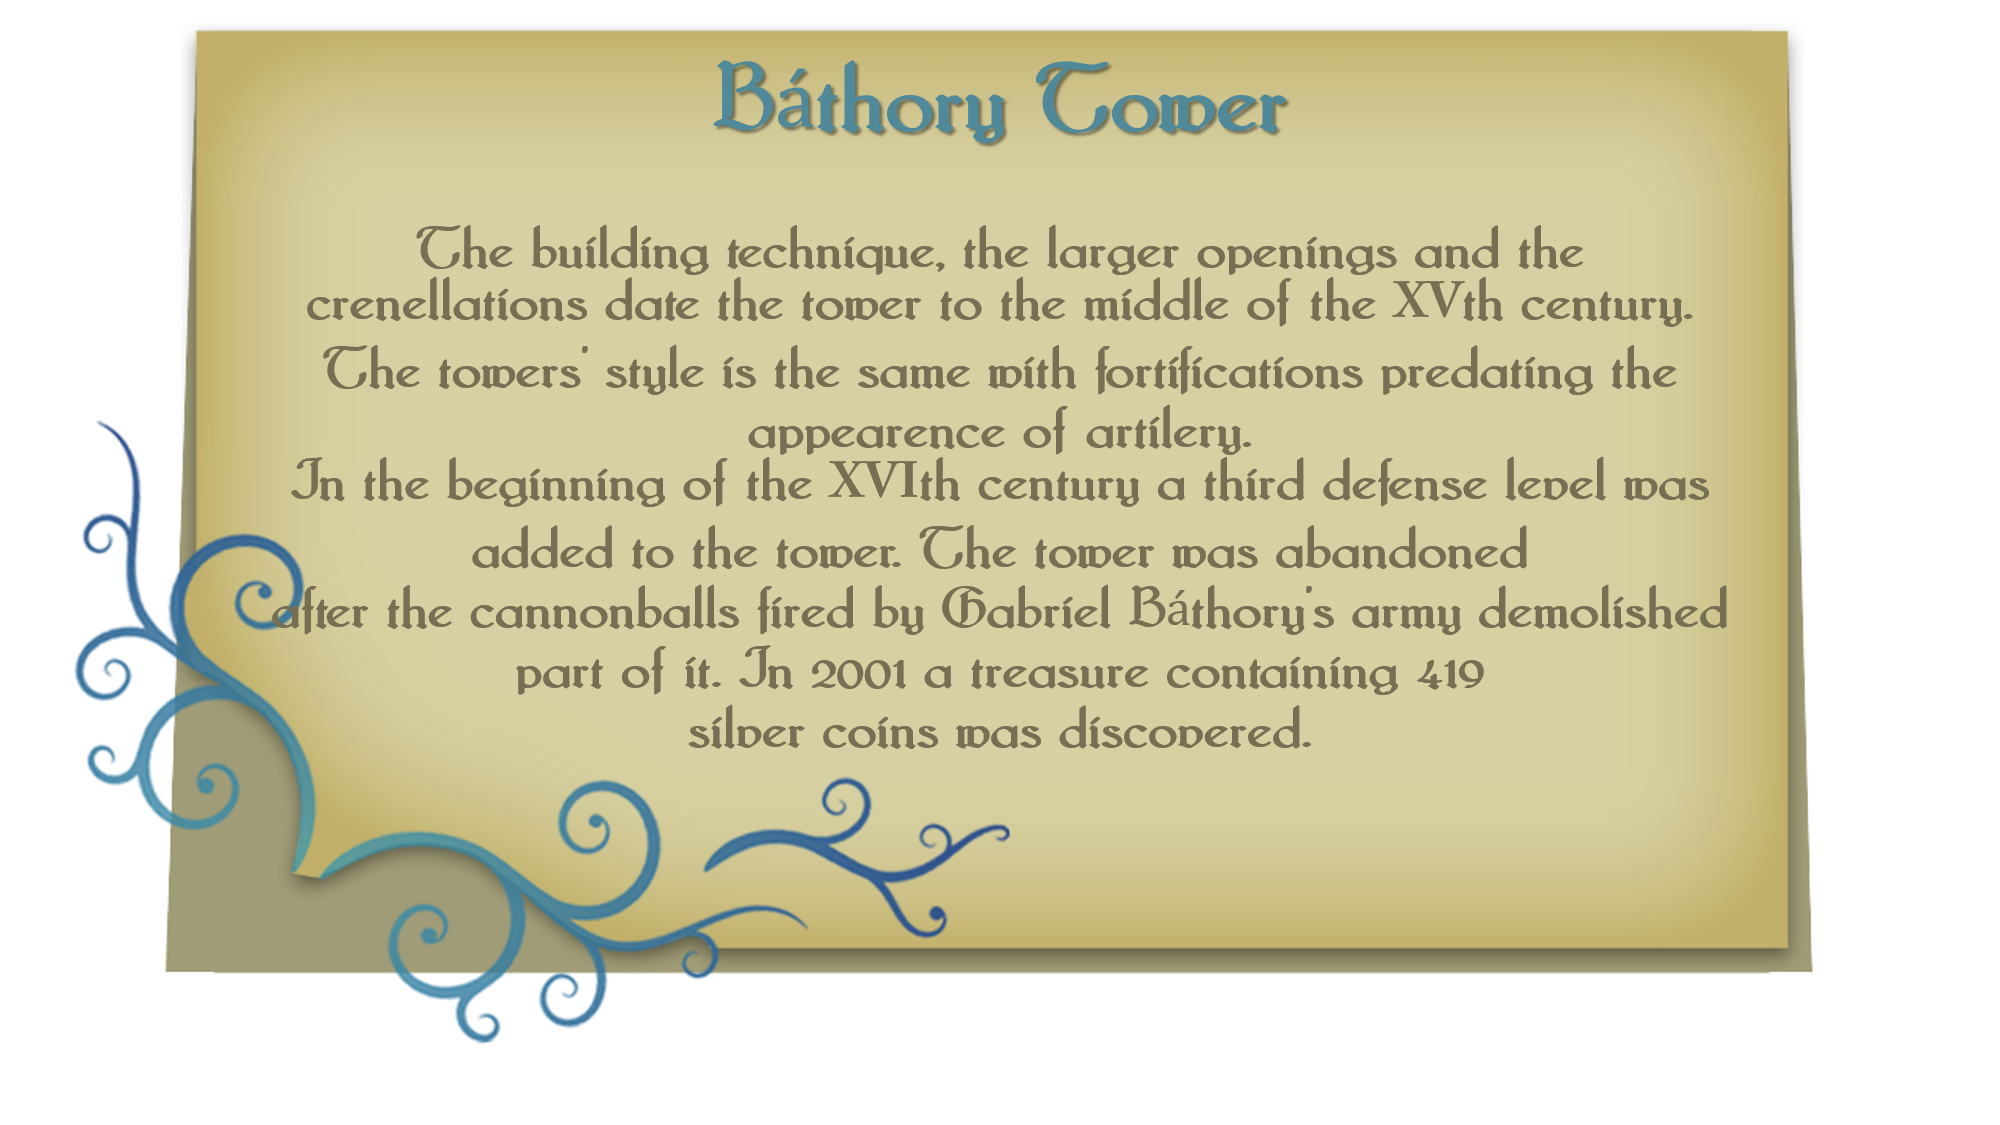 Báthory Tower
The building technique, the larger openings and the
crenellations date the tower to the middle of the XVth century.
The towers' style is the same with fortifications predating the
appearence of artilery.
In the beginning of the XVIth century a third defense level was
added to the tower. The tower was abandoned
after the cannonballs fired by Gabriel Báthory's army demolished
part of it. In 2001 a treasure containing 419
silver coins was discovered.